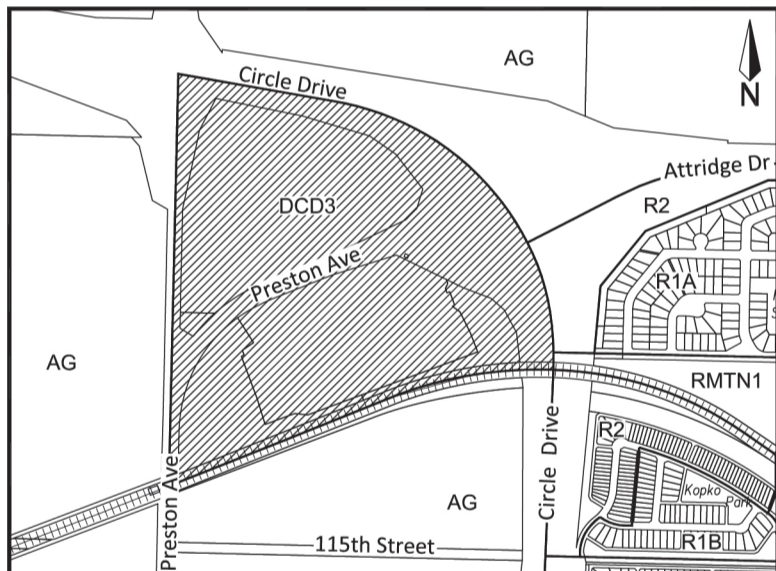 AG
N
Circle Drive
Attridge Dr
DCD3
R2
Preston Ave
R1A
AG
RMTN1
R2
Preston Ave
Circle Drive
AG
Kopko
Park
115th Street
R1B